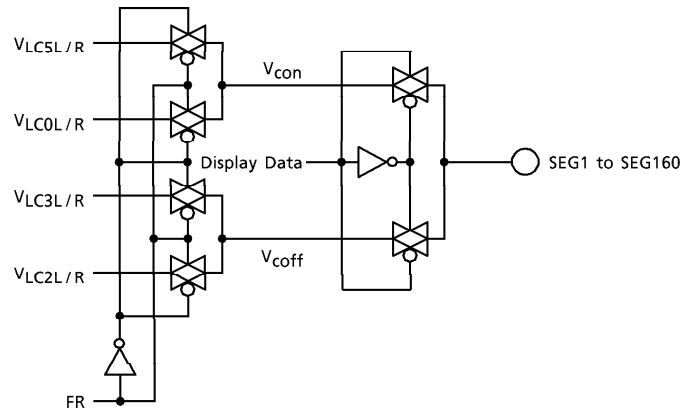 VLC5L/R
Vcon
VLC0L/R
Display Data
SEG1 to SEG160
VLC3L/R
Vcoff
VLC2L/R
FR